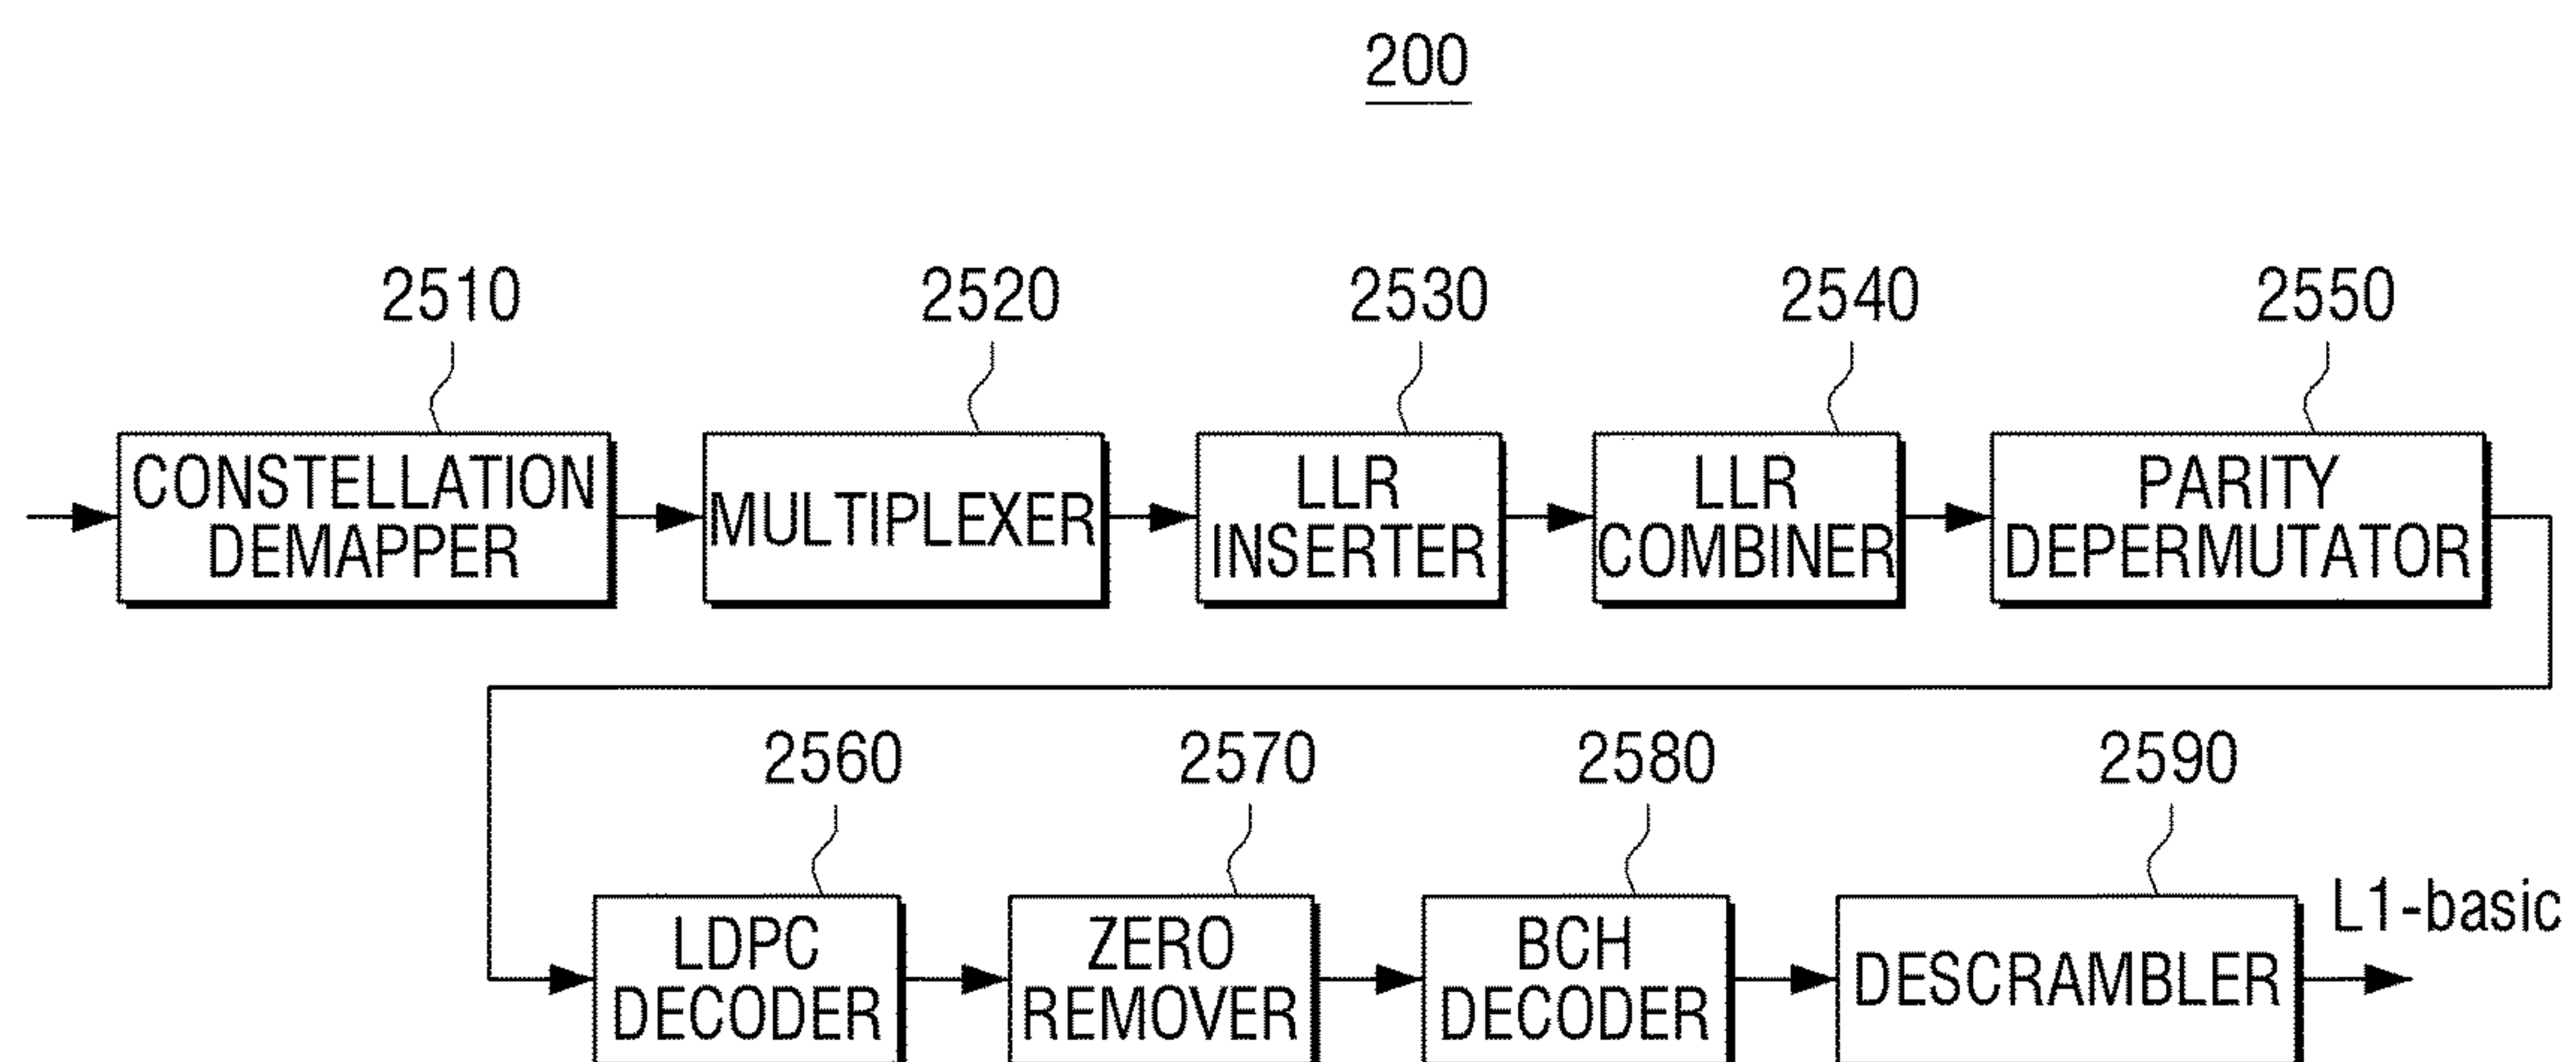 200
2510
2520
2530
2540
2550
CONSTELLATION
DEMAPPER
MULTIPLEXER
LLR
INSERTER
LLR
COMBINER
PARITY
DEPERMUTATOR
2560
2570
2580
2590
LDPC
DECODER
ZERO
REMOVER
BCH
DECODER
DESCRAMBLER
L1-basic